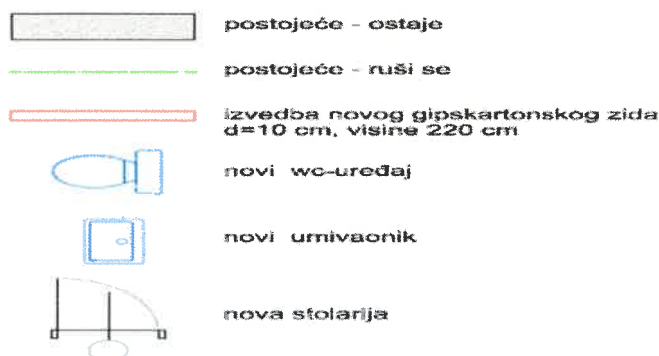 postojeće - ostaje
postojeće - ruši se
izvedba novog gipskartonskog zida
d=10 cm, visine 220 cm
novi wc-uređaj
novi umivaonik
nova stolarija